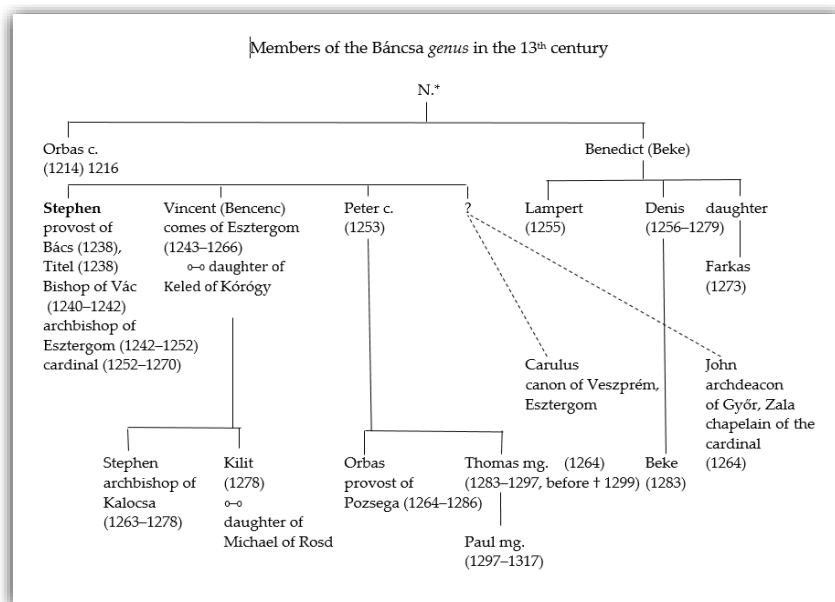 Members of the Báncsa genus in the 13th century
N.*
Orbas c.
(1214) 1216
Benedict (Beke)
Stephen
provost of
Bács (1238),
Titel (1238)
Bishop of Vác
(1240–1242)
archbishop of
Esztergom (1242–1252)
cardinal (1252–1270)
Vincent (Bencenc)
comes of Esztergom
(1243–1266)
o–o daughter of
Keled of Kórógy
Peter c.
(1253)
?
Lampert
(1255)
Denis
(1256–1279)
daughter
Farkas
(1273)
Carulus
canon of Veszprém,
Esztergom
John
archdeacon
of Győr, Zala
chapelain of the
cardinal
(1264)
Stephen
archbishop of
Kalocsa
(1263–1278)
Kilit
(1278)
o–o
daughter of
Michael of Rosd
Orbas
provost of
Pozsega (1264–1286)
Thomas mg. (1264)
(1283–1297, before † 1299)
Beke
(1283)
Paul mg.
(1297–1317)